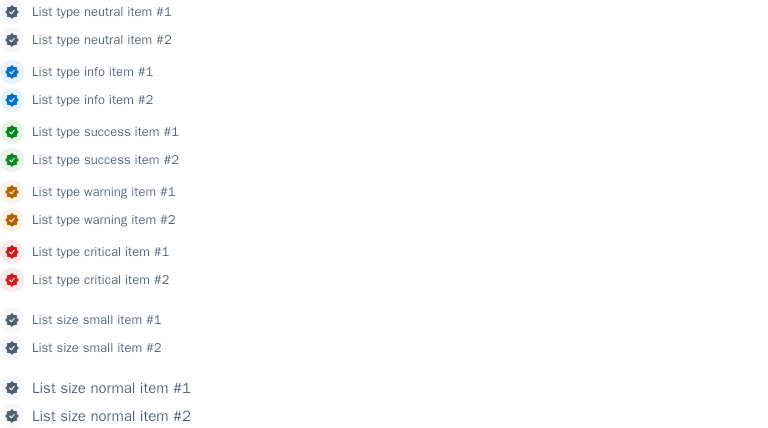 List type neutral item #1
List type neutral item #2
List type info item #1
List type info item #2
List type success item #1
List type success item #2
List type warning item #1
List type warning item #2
List type critical item #1
List type critical item #2
List size small item #1
List size small item #2
List size normal item #1
List size normal item #2